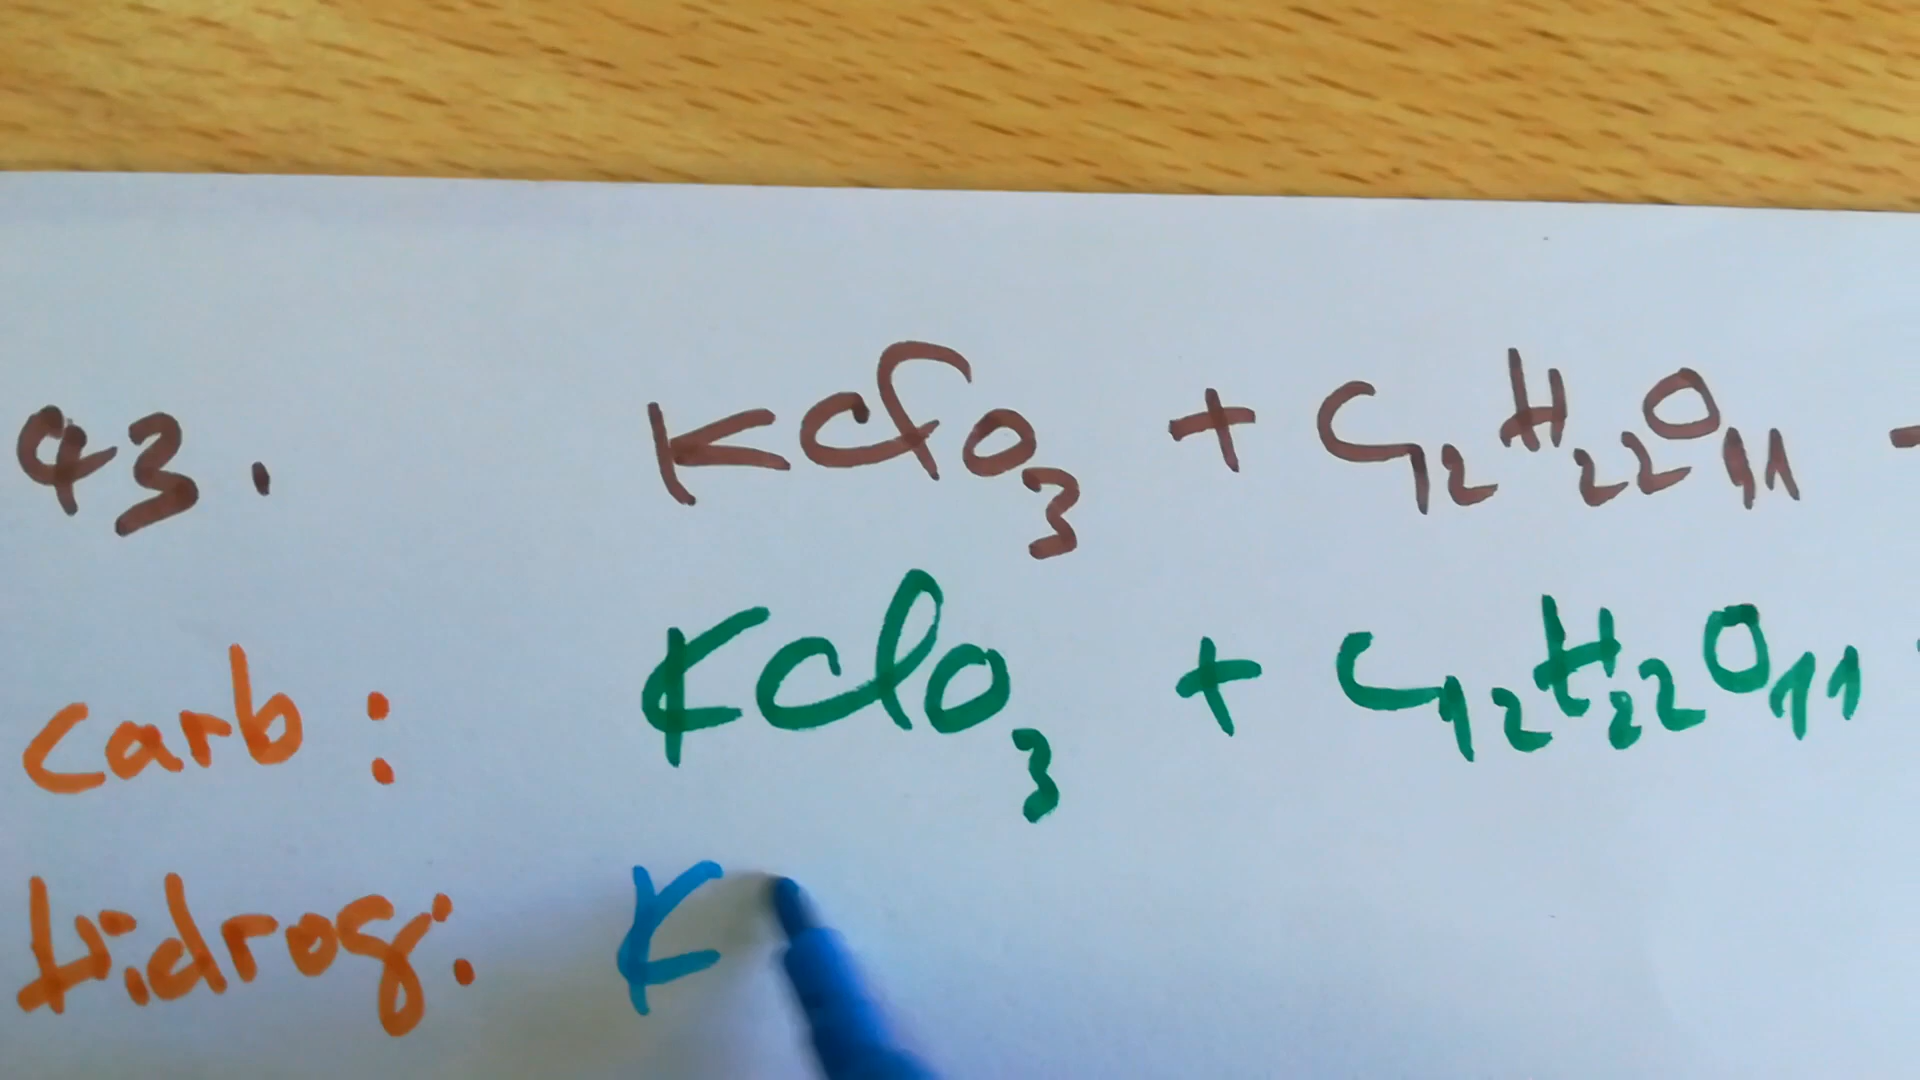 43. KClO₃ + C₁₂H₂₂O₁₁ -
carb: KClO₃ + C₁₂H₂₂O₁₁
Hidrog: K